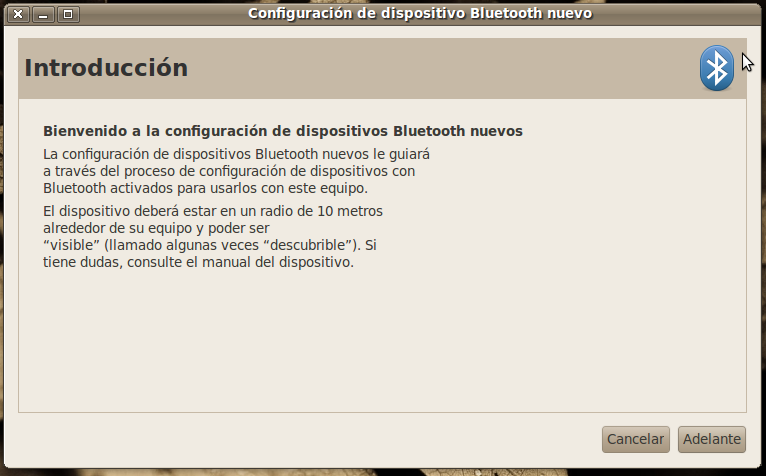 Configuración de dispositivo Bluetooth nuevo
Introducción
Bienvenido a la configuración de dispositivos Bluetooth nuevos
La configuración de dispositivos Bluetooth nuevos le guiará
a través del proceso de configuración de dispositivos con
Bluetooth activados para usarlos con este equipo.
El dispositivo deberá estar en un radio de 10 metros
alrededor de su equipo y poder ser
“visible” (llamado algunas veces “descubrible”). Si
tiene dudas, consulte el manual del dispositivo.
Cancelar
Adelante